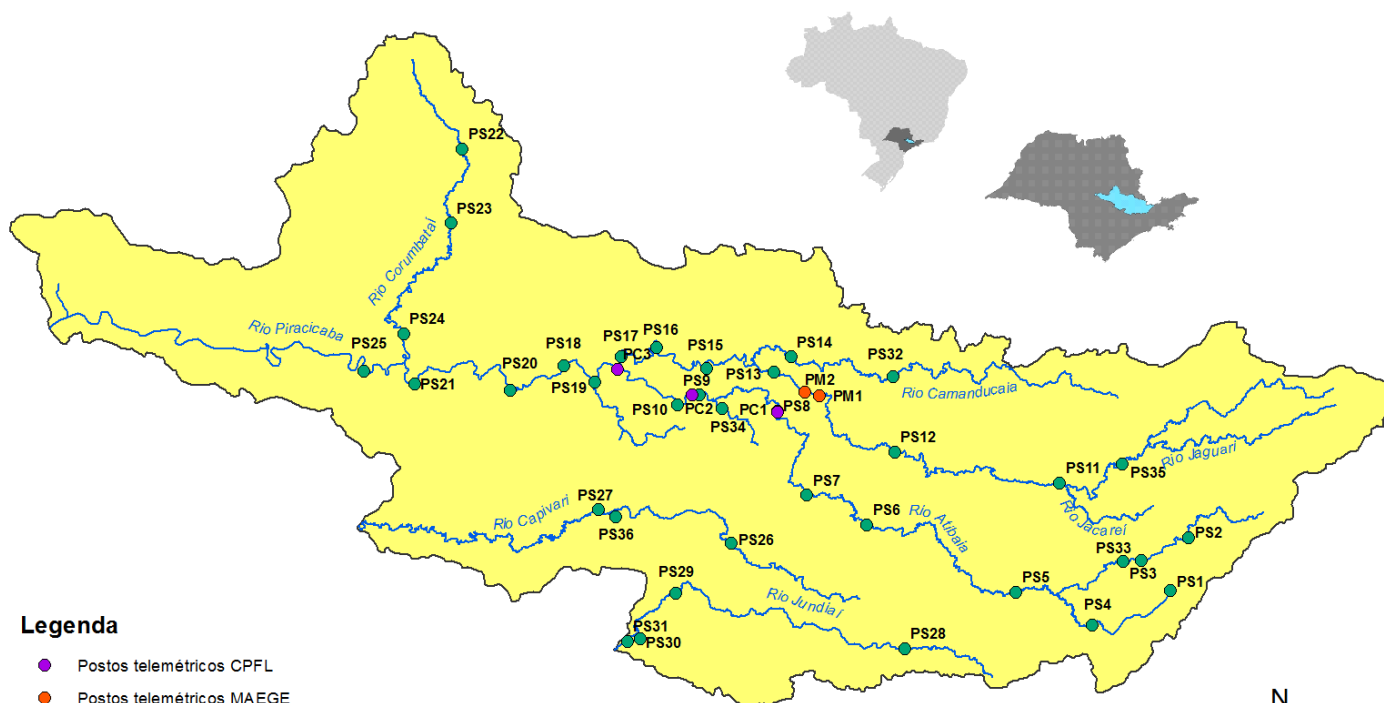 PS22
PS23
Rio Corumbataí
PS24
Rio Piracicaba
PS25
PS21
PS20
PS18
PS19
PS17
PC3
PS16
PS15
PS14
PS13
PS32
Rio Camanducaia
PM2
PM1
PS9
PS10
PC2
PS34
PC1
PS8
PS12
PS11
PS35
Rio Jaguari
Rio Jacareí
PS7
PS6
Rio Atibaia
PS2
PS33
PS3
PS1
PS5
PS4
PS27
Rio Capivari
PS36
PS26
PS29
Rio Jundiaí
PS28
PS31
PS30
Legenda
Postos telemétricos CPFL
Postos telemétricos MAEGE
N